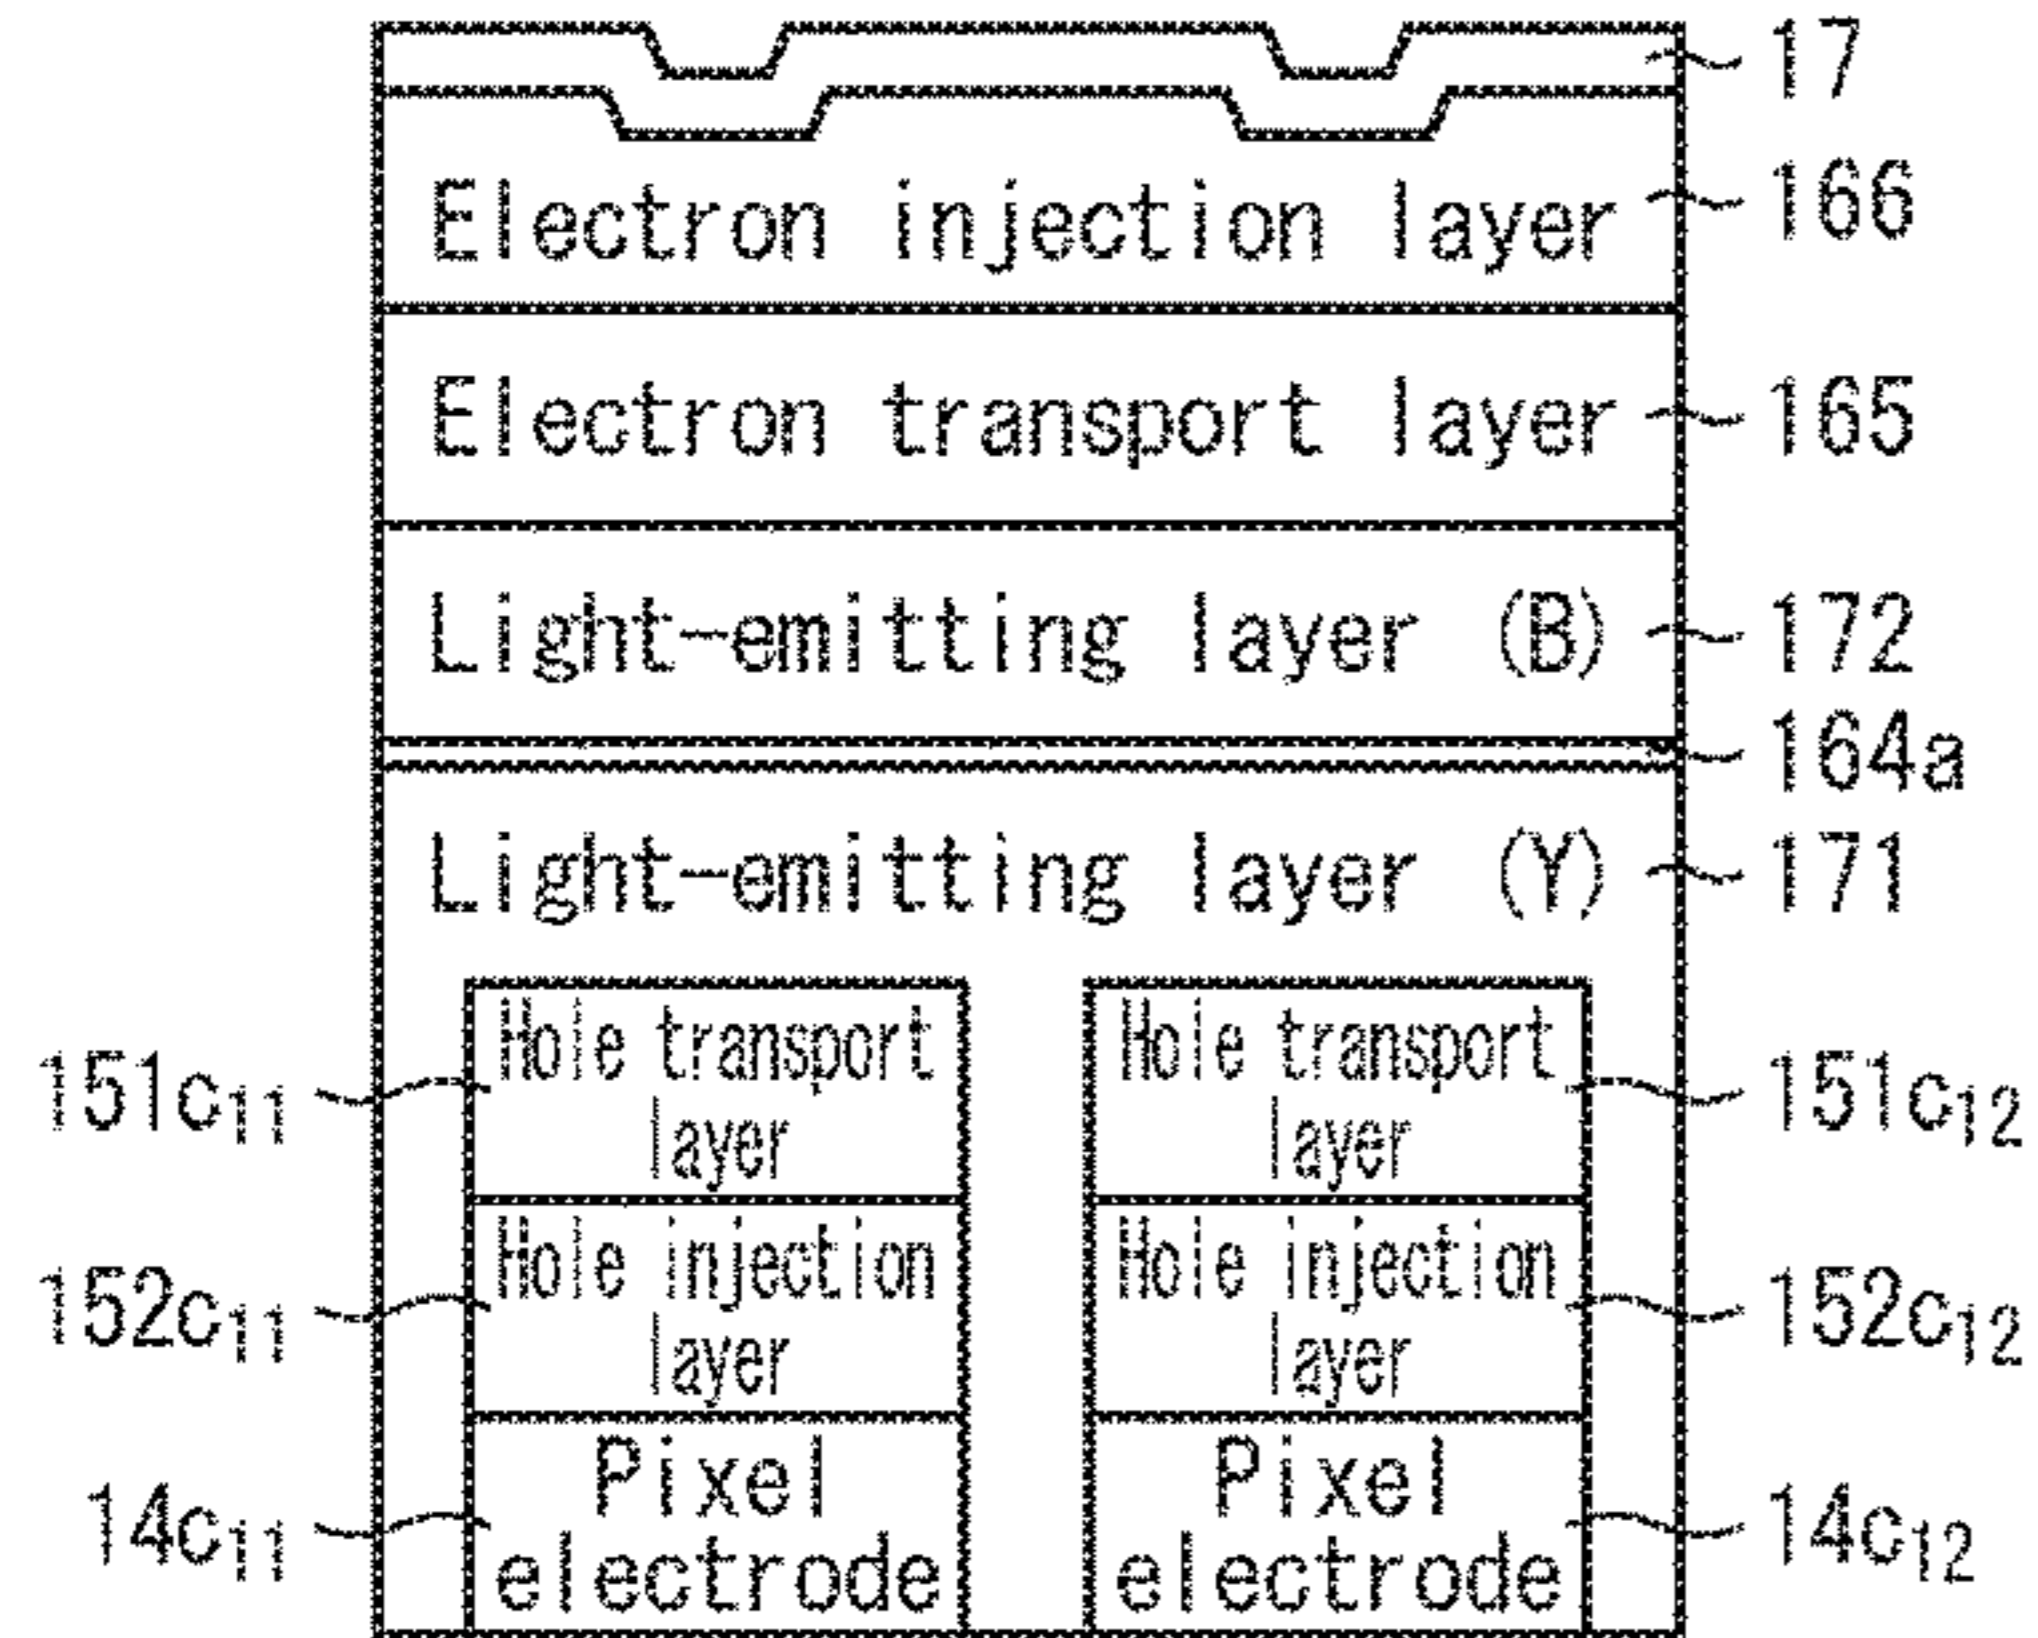 17
Electron injection layer 166
Electron transport layer 165
Light-emitting layer (B) 172
164a
Light-emitting layer (Y) 171
151c11 Hole transport layer Hole transport layer 151c12
152c11 Hole injection layer Hole injection layer 152c12
14c11 Pixel electrode Pixel electrode 14c12